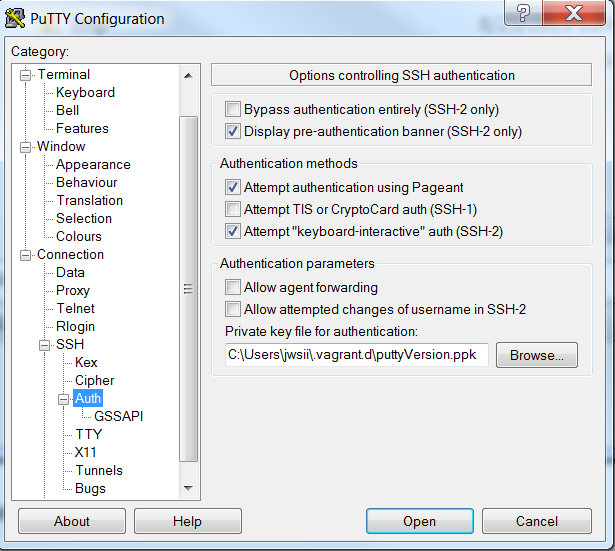 PuTTY Configuration
?
Category:
Terminal
Keyboard
Bell
Features
Window
Appearance
Behaviour
Translation
Selection
Colours
Connection
Data
Proxy
Telnet
Rlogin
SSH
Kex
Cipher
Auth
GSSAPI
TTY
X11
Tunnels
Bugs
Options controlling SSH authentication
Bypass authentication entirely (SSH-2 only)
Display pre-authentication banner (SSH-2 only)
Authentication methods
Attempt authentication using Pageant
Attempt TIS or CryptoCard auth (SSH-1)
Attempt "keyboard-interactive" auth (SSH-2)
Authentication parameters
Allow agent forwarding
Allow attempted changes of username in SSH-2
Private key file for authentication:
C:\Users\jwsii\.vagrant.d\puttyVersion.ppk
Browse...
About
Help
Open
Cancel